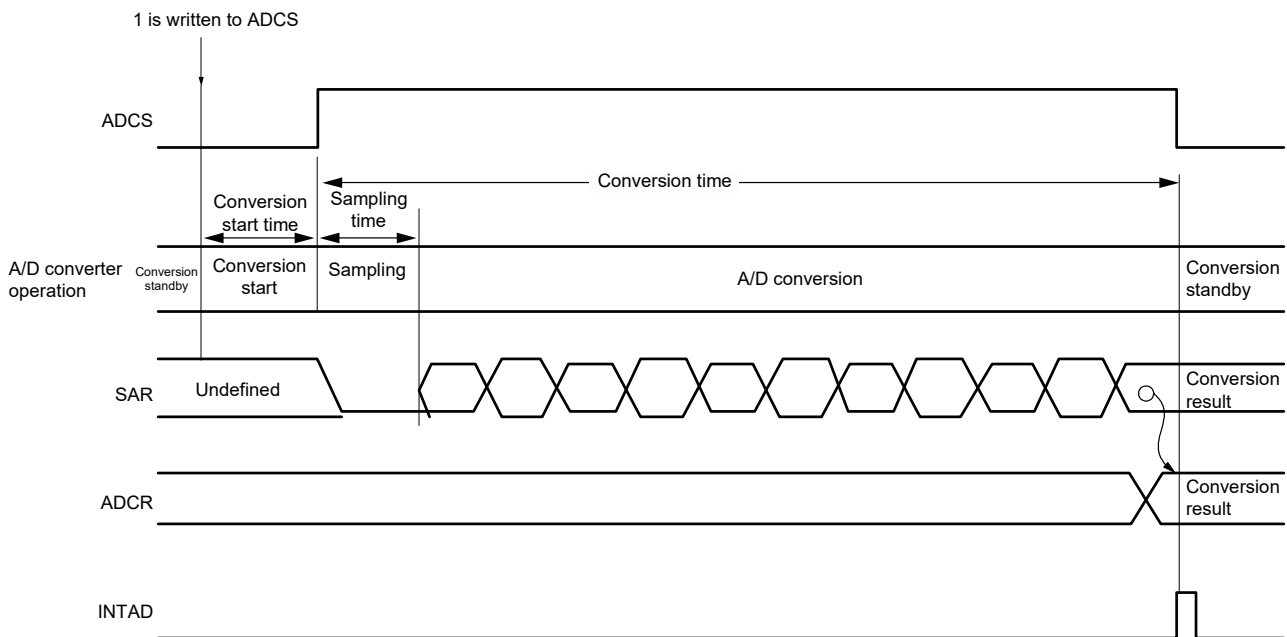 1 is written to ADCS
ADCS
Conversion time
Conversion
start time
Sampling
time
A/D converter
operation
Conversion
standby
Conversion
start
Sampling
A/D conversion
Conversion
standby
SAR
Undefined
Conversion
result
ADCR
Conversion
result
INTAD